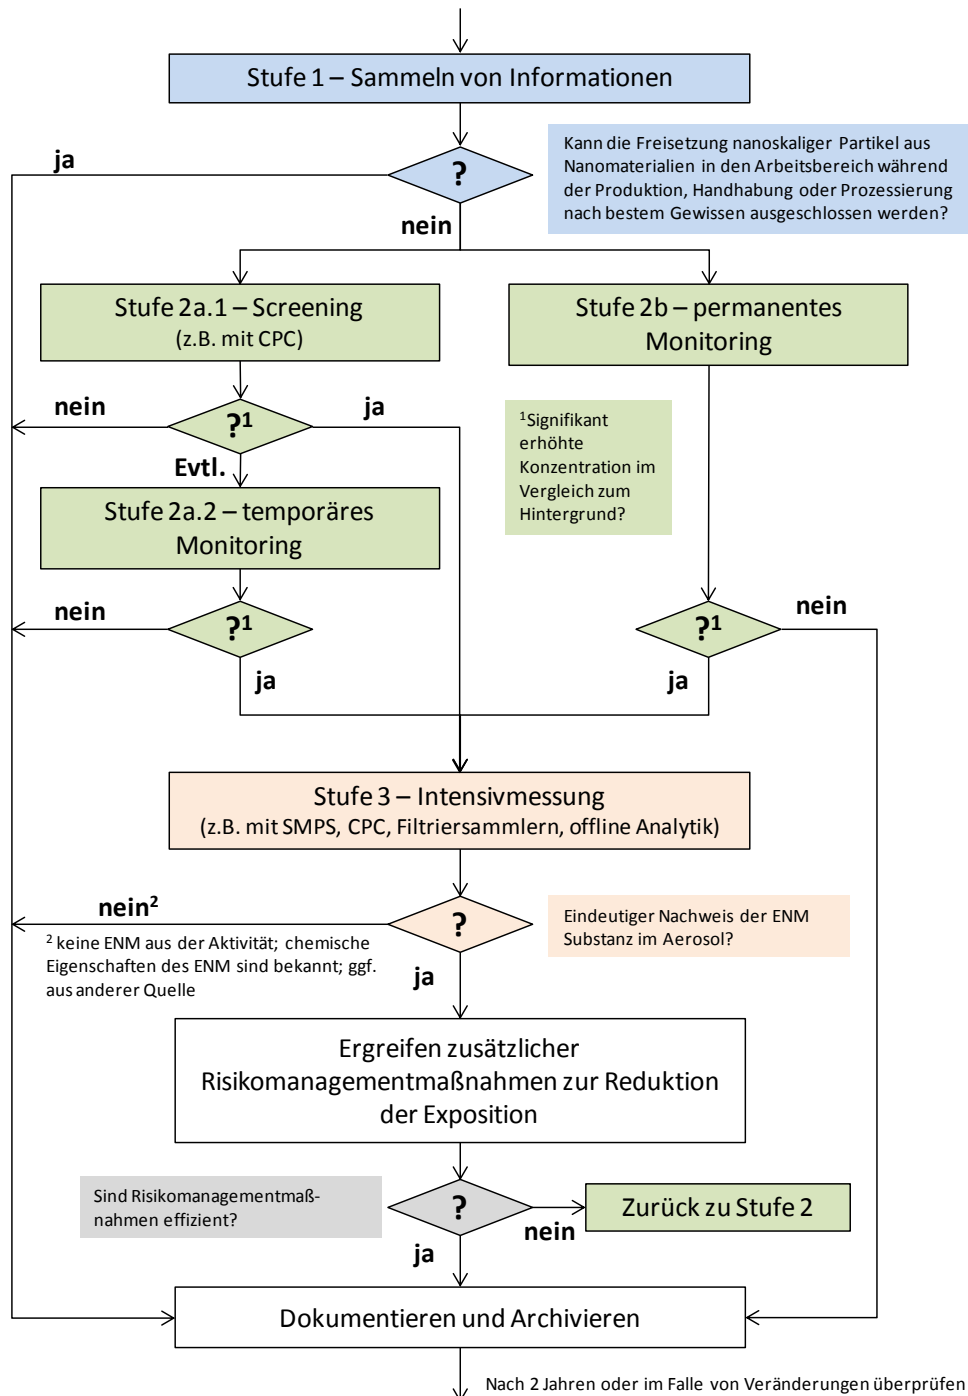 Stufe 1 – Sammeln von Informationen
Kann die Freisetzung nanoskaliger Partikel aus
Nanomaterialien in den Arbeitsbereich während
der Produktion, Handhabung oder Prozessierung
nach bestem Gewissen ausgeschlossen werden?
ja
?
nein
Stufe 2a.1 – Screening
(z.B. mit CPC)
Stufe 2b – permanentes
Monitoring
nein
?¹
ja
Evtl.
¹Signifikant
erhöhte
Konzentration im
Vergleich zum
Hintergrund?
Stufe 2a.2 – temporäres
Monitoring
nein
?¹
ja
?¹
nein
ja
Stufe 3 – Intensivmessung
(z.B. mit SMPS, CPC, Filtriersammlern, offline Analytik)
nein²
?
Eindeutiger Nachweis der ENM
Substanz im Aerosol?
² keine ENM aus der Aktivität; chemische
Eigenschaften des ENM sind bekannt; ggf.
aus anderer Quelle
ja
Ergreifen zusätzlicher
Risikomanagementmaßnahmen zur Reduktion
der Exposition
Sind Risikomanagementmaß-
nahmen effizient?
?
nein
Zurück zu Stufe 2
ja
Dokumentieren und Archivieren
Nach 2 Jahren oder im Falle von Veränderungen überprüfen